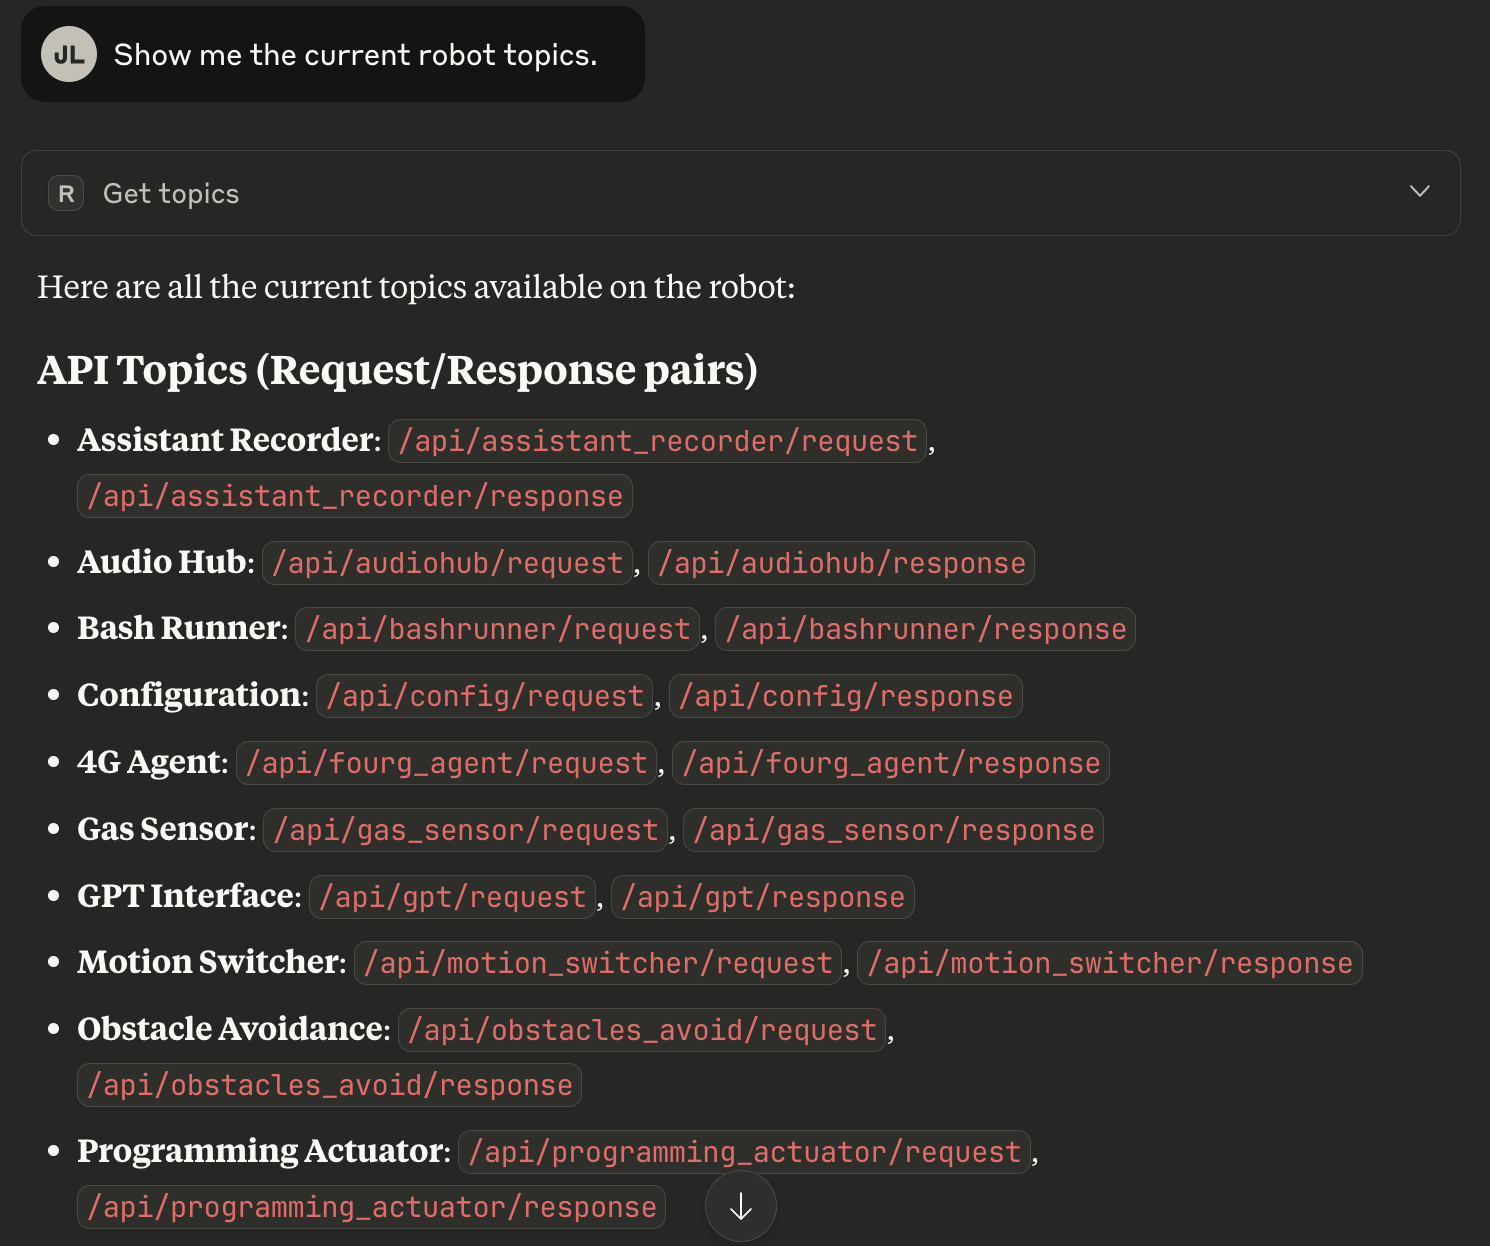 JL Show me the current robot topics.
R Get topics
Here are all the current topics available on the robot:
API Topics (Request/Response pairs)
• Assistant Recorder: /api/assistant_recorder/request,
/api/assistant_recorder/response
• Audio Hub: /api/audiohub/request, /api/audiohub/response
• Bash Runner: /api/bashrunner/request, /api/bashrunner/response
• Configuration: /api/config/request, /api/config/response
• 4G Agent: /api/fourg_agent/request, /api/fourg_agent/response
• Gas Sensor: /api/gas_sensor/request, /api/gas_sensor/response
• GPT Interface: /api/gpt/request, /api/gpt/response
• Motion Switcher: /api/motion_switcher/request, /api/motion_switcher/response
• Obstacle Avoidance: /api/obstacles_avoid/request,
/api/obstacles_avoid/response
• Programming Actuator: /api/programming_actuator/request,
/api/programming_actuator/response